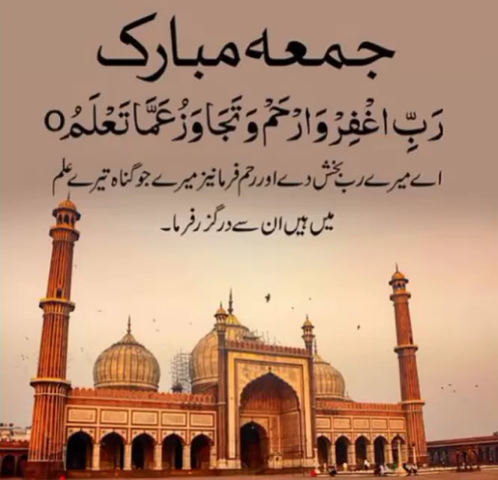 جمعہ مبارک
رَبِّ اغْفِرْ وَارْحَمْ وَتَجَاوَزْ عَمَّا تَعْلَمُ o
اے میرے رب بخش دے اور رحم فرما نیز میرے جو گناہ تیرے علم
میں ہیں ان سے درگزر فرما۔